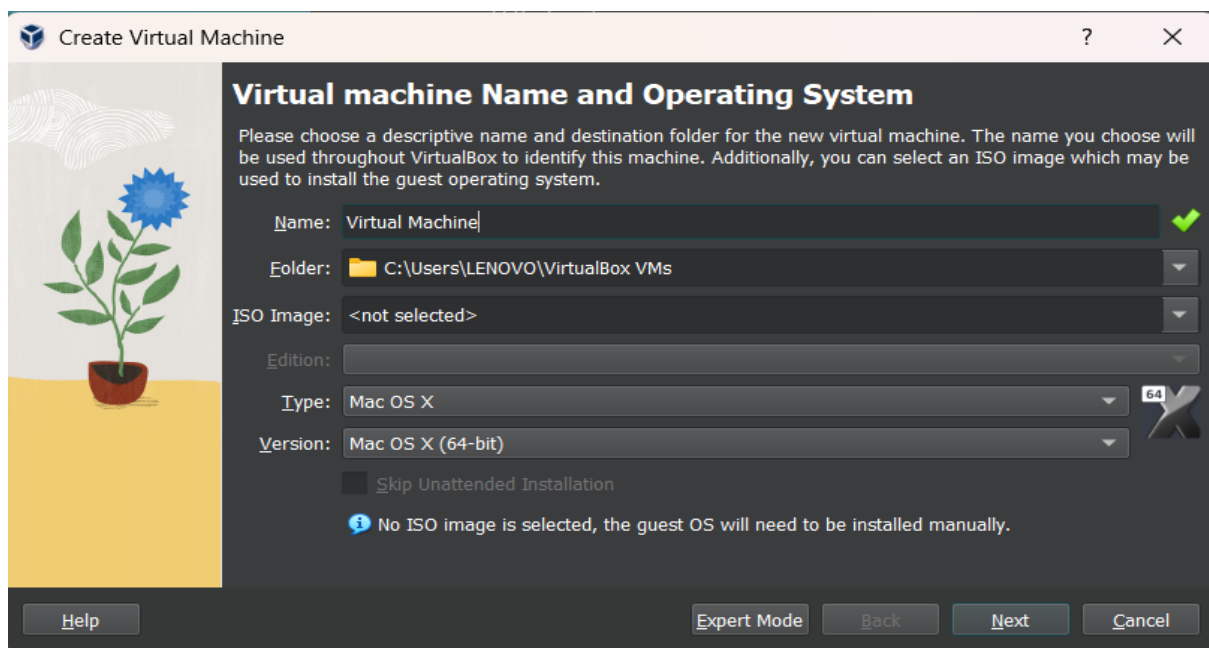 Create Virtual Machine
?
Virtual machine Name and Operating System
Please choose a descriptive name and destination folder for the new virtual machine. The name you choose will
be used throughout VirtualBox to identify this machine. Additionally, you can select an ISO image which may be
used to install the guest operating system.
Name: Virtual Machine
Folder: C:\Users\LENOVO\VirtualBox VMs
ISO Image: <not selected>
Edition:
Type: Mac OS X
64
Version: Mac OS X (64-bit)
Skip Unattended Installation
No ISO image is selected, the guest OS will need to be installed manually.
Help Expert Mode Back Next Cancel